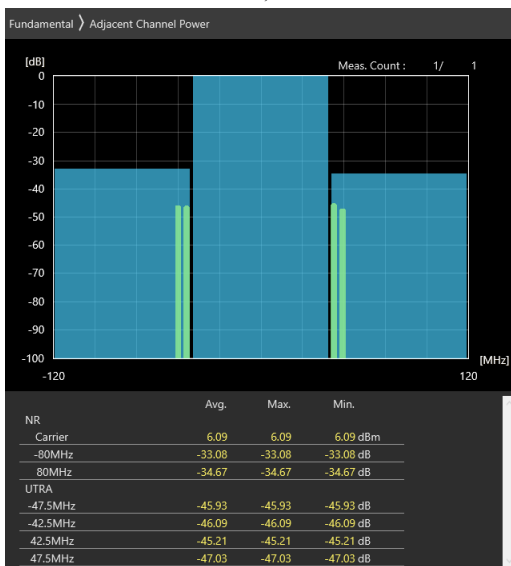 Fundamental 〉 Adjacent Channel Power
[dB]
Meas. Count : 1/ 1
0
-10
-20
-30
-40
-50
-60
-70
-80
-90
-100
[MHz]
-120 120
Avg. Max. Min.
NR
Carrier 6.09 6.09 6.09 dBm
-80MHz -33.08 -33.08 -33.08 dB
80MHz -34.67 -34.67 -34.67 dB
UTRA
-47.5MHz -45.93 -45.93 -45.93 dB
-42.5MHz -46.09 -46.09 -46.09 dB
42.5MHz -45.21 -45.21 -45.21 dB
47.5MHz -47.03 -47.03 -47.03 dB